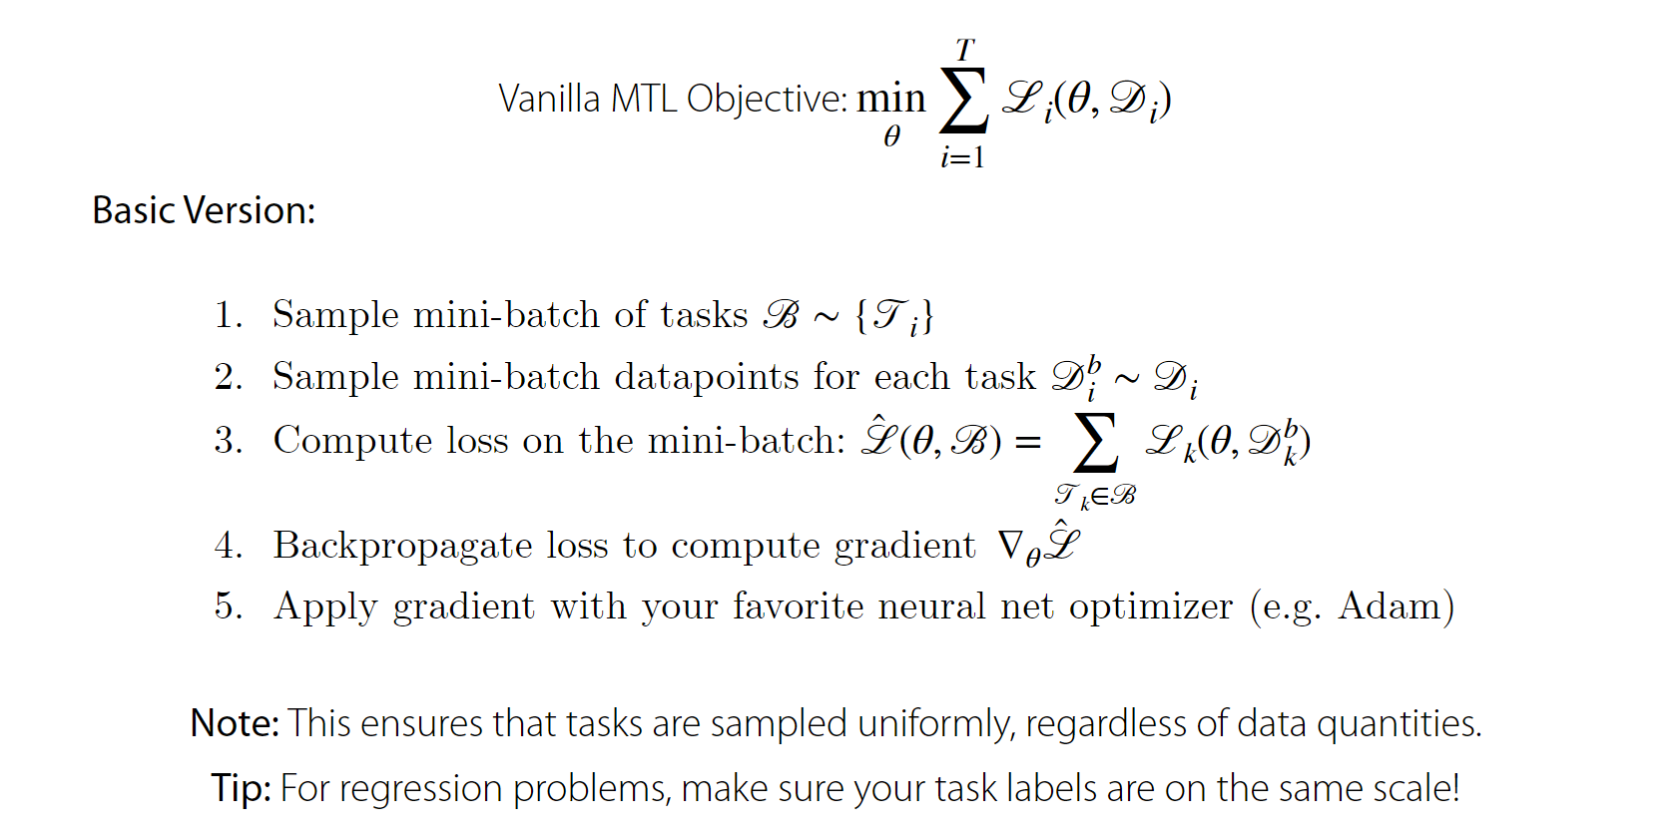 Vanilla MTL Objective: $\min_{\theta} \sum_{i=1}^{T} \mathscr{L}_i(\theta, \mathscr{D}_i)$
Basic Version:
1. Sample mini-batch of tasks $\mathscr{B} \sim \{\mathscr{T}_i\}$
2. Sample mini-batch datapoints for each task $\mathscr{D}_i^b \sim \mathscr{D}_i$
3. Compute loss on the mini-batch: $\hat{\mathscr{L}}(\theta, \mathscr{B}) = \sum_{\mathscr{T}_k \in \mathscr{B}} \mathscr{L}_k(\theta, \mathscr{D}_k^b)$
4. Backpropagate loss to compute gradient $\nabla_\theta \hat{\mathscr{L}}$
5. Apply gradient with your favorite neural net optimizer (e.g. Adam)
Note: This ensures that tasks are sampled uniformly, regardless of data quantities.
Tip: For regression problems, make sure your task labels are on the same scale!